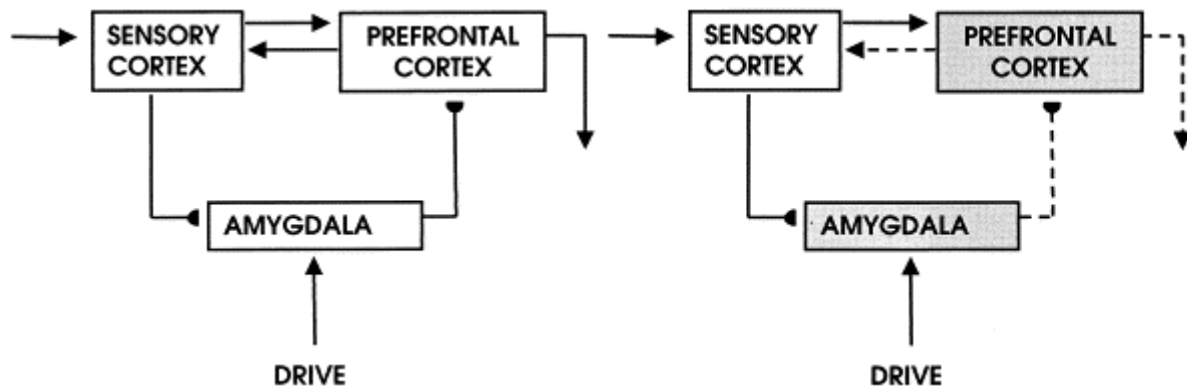 SENSORY
CORTEX
PREFRONTAL
CORTEX
AMYGDALA
DRIVE
SENSORY
CORTEX
PREFRONTAL
CORTEX
AMYGDALA
DRIVE